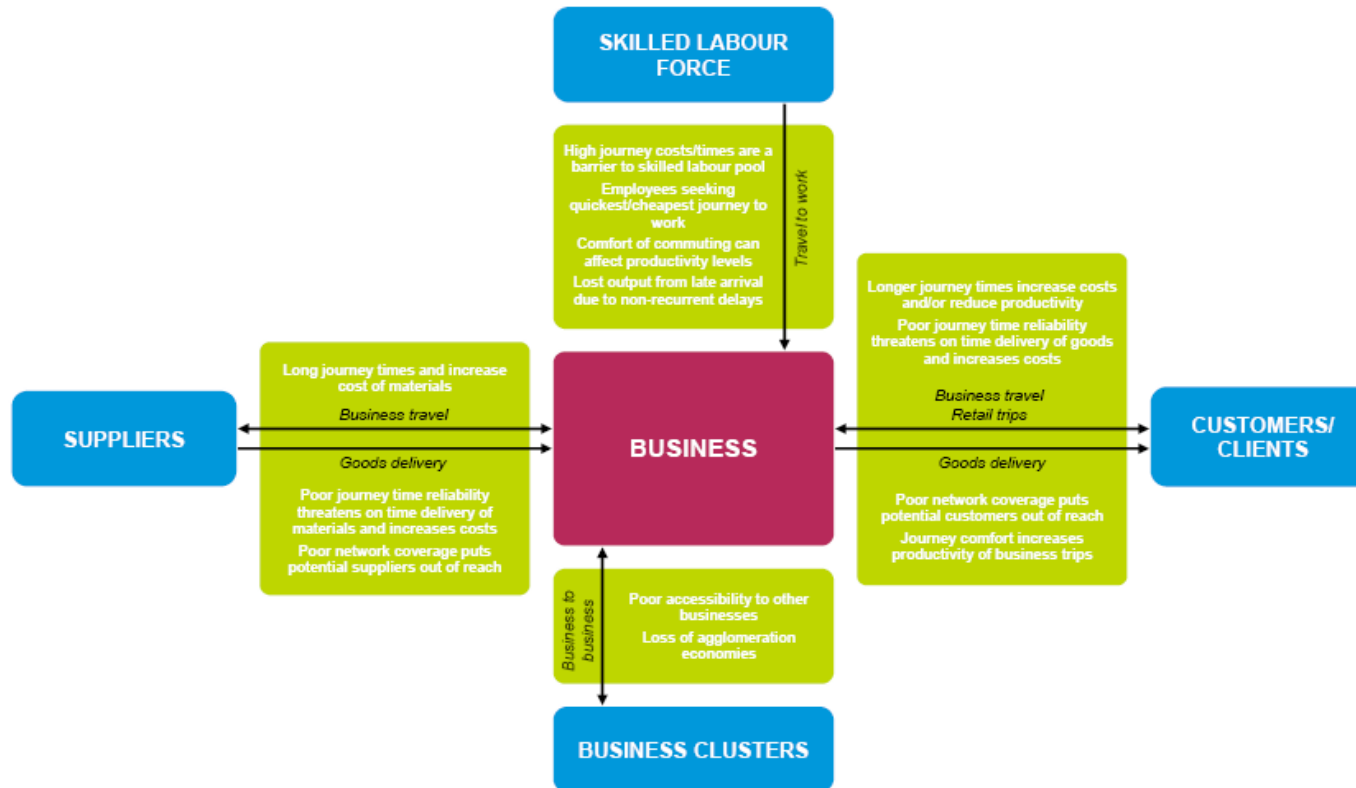 SKILLED LABOUR
FORCE
High journey costs/times are a
barrier to skilled labour pool
Employees seeking
quickest/cheapest journey to
work
Comfort of commuting can
affect productivity levels
Lost output from late arrival
due to non-recurrent delays
Travel to work
Long journey times and increase
cost of materials
Business travel
Goods delivery
Poor journey time reliability
threatens on time delivery of
materials and increases costs
Poor network coverage puts
potential suppliers out of reach
SUPPLIERS
BUSINESS
Longer journey times increase costs
and/or reduce productivity
Poor journey time reliability
threatens on time delivery of goods
and increases costs
Business travel
Retail trips
Goods delivery
Poor network coverage puts
potential customers out of reach
Journey comfort increases
productivity of business trips
CUSTOMERS/
CLIENTS
Business to
business
Poor accessibility to other
businesses
Loss of agglomeration
economies
BUSINESS CLUSTERS